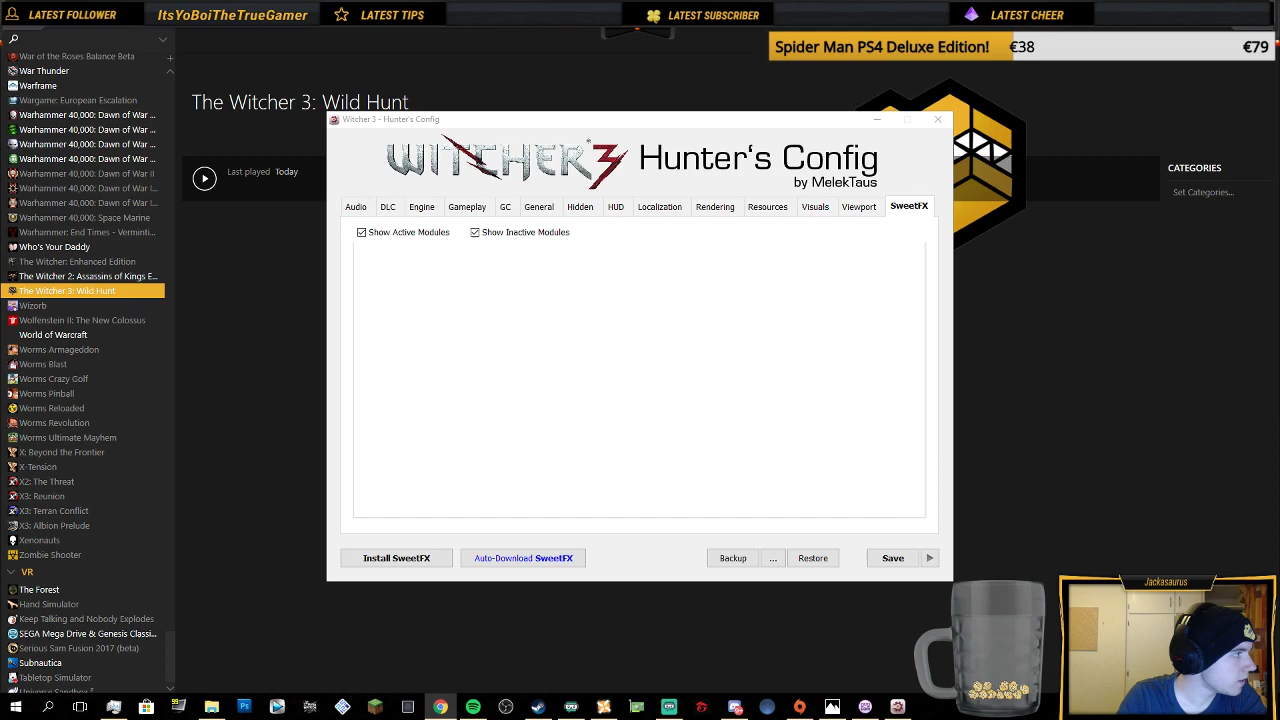 LATEST FOLLOWER
ItsYoBoiTheTrueGamer
LATEST TIPS
LATEST SUBSCRIBER
LATEST CHEER
Spider Man PS4 Deluxe Edition!
€38
€79
War of the Roses Balance Beta
War Thunder
Warframe
Wargame: European Escalation
Warhammer 40,000: Dawn of War ...
Warhammer 40,000: Dawn of War ...
Warhammer 40,000: Dawn of War ...
Warhammer 40,000: Dawn of War ...
Warhammer 40,000: Dawn of War II
Warhammer 40,000: Dawn of War I...
Warhammer 40,000: Dawn of War I...
Warhammer 40,000: Space Marine
Warhammer: End Times - Verminti...
Who's Your Daddy
The Witcher: Enhanced Edition
The Witcher 2: Assassins of Kings E...
The Witcher 3: Wild Hunt
Wizorb
Wolfenstein II: The New Colossus
World of Warcraft
Worms Armageddon
Worms Blast
Worms Crazy Golf
Worms Pinball
Worms Reloaded
Worms Revolution
Worms Ultimate Mayhem
X: Beyond the Frontier
X-Tension
X2: The Threat
X3: Reunion
X3: Terran Conflict
X3: Albion Prelude
Xenonauts
Zombie Shooter
VR
The Forest
Hand Simulator
Keep Talking and Nobody Explodes
SEGA Mega Drive & Genesis Classi...
Serious Sam Fusion 2017 (beta)
Subnautica
Tabletop Simulator
Universe Sandbox ²
The Witcher 3: Wild Hunt
Last played Today
CATEGORIES
Set Categories...
Witcher 3 - Hunter's Config
WITCHER 3 Hunter's Config
by MelekTaus
Audio DLC Engine Gameplay GC General Hidden HUD Localization Rendering Resources Visuals Viewport SweetFX
Show Active Modules Show Inactive Modules
Install SweetFX Auto-Download SweetFX Backup ... Restore Save
Jackasaurus